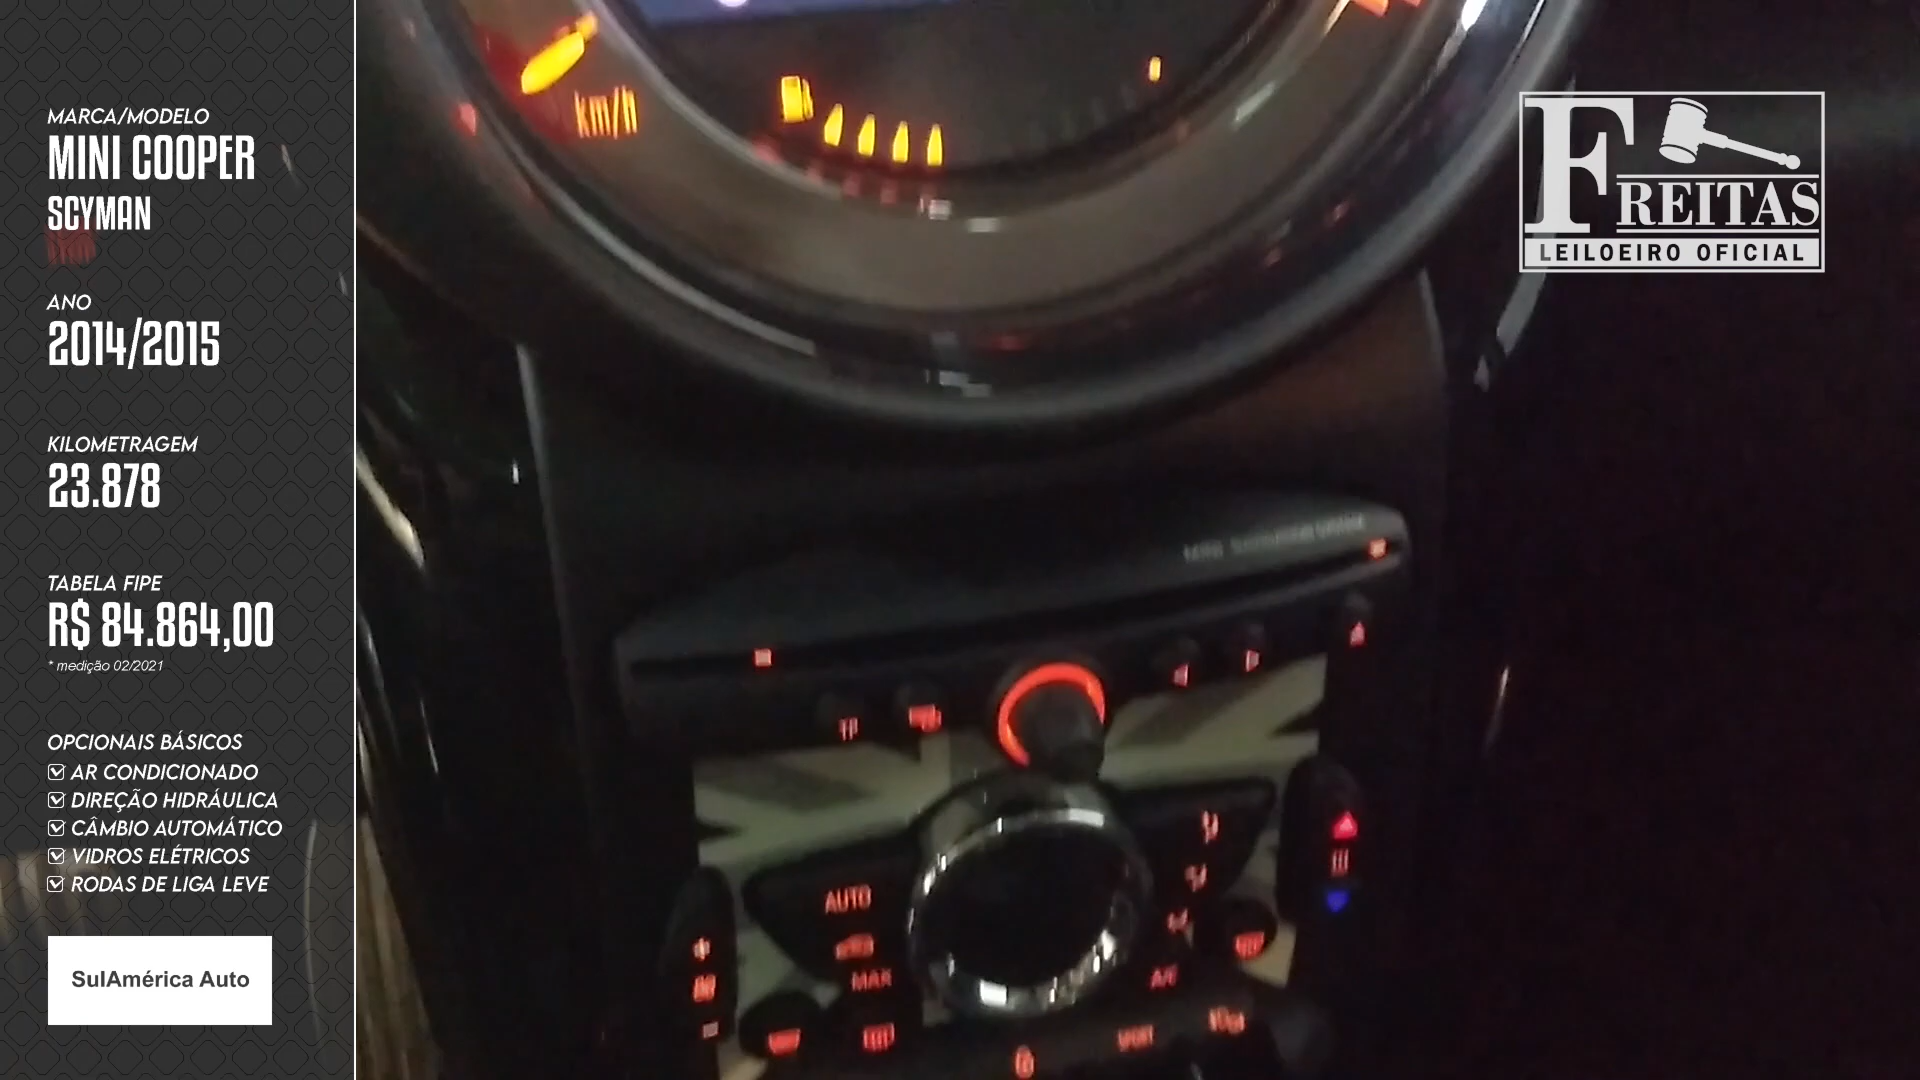 MARCA/MODELO
MINI COOPER
SCYMAN
ANO
2014/2015
KILOMETRAGEM
23.878
TABELA FIPE
R$ 84.864,00
* medição 02/2021
OPCIONAIS BÁSICOS
AR CONDICIONADO
DIREÇÃO HIDRÁULICA
CÂMBIO AUTOMÁTICO
VIDROS ELÉTRICOS
RODAS DE LIGA LEVE
SulAmérica Auto
km/h
FREITAS
LEILOEIRO OFICIAL
AUTO
MAX
A/C